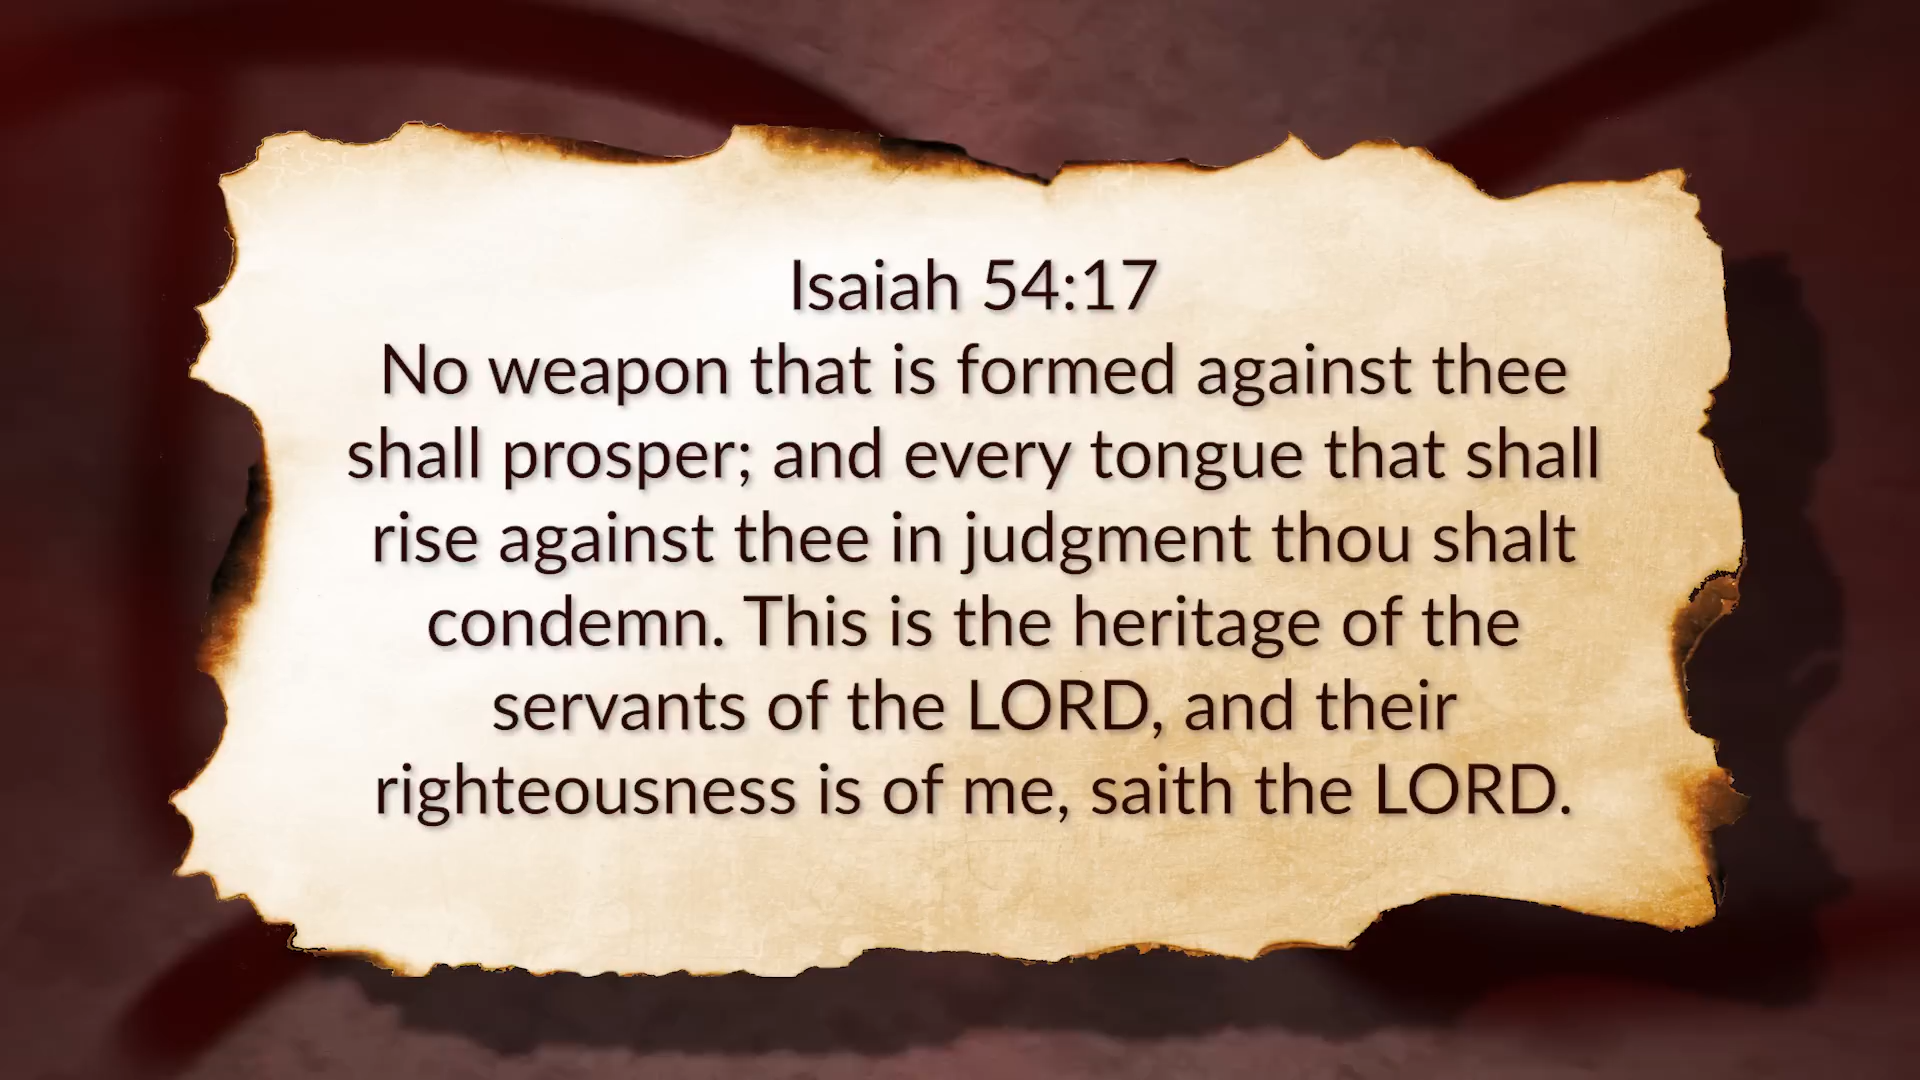 Isaiah 54:17
No weapon that is formed against thee
shall prosper; and every tongue that shall
rise against thee in judgment thou shalt
condemn. This is the heritage of the
servants of the LORD, and their
righteousness is of me, saith the LORD.